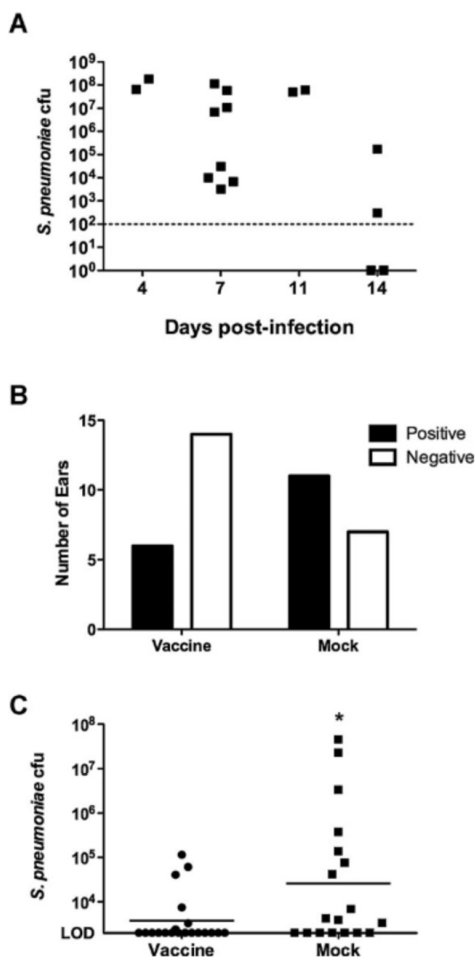 A
S. pneumoniae cfu
10⁹
10⁸
10⁷
10⁶
10⁵
10⁴
10³
10²
10¹
10⁰
4 7 11 14
Days post-infection
B
Number of Ears
15
10
5
0
Positive
Negative
Vaccine Mock
C
S. pneumoniae cfu
10⁸
10⁷
10⁶
10⁵
10⁴
LOD
*
Vaccine Mock